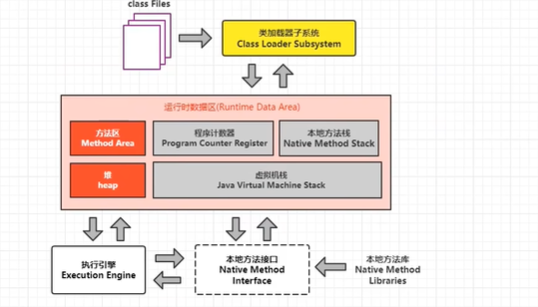 class Files
类加载器子系统
Class Loader Subsystem
运行时数据区(Runtime Data Area)
方法区
Method Area
程序计数器
Program Counter Register
本地方法栈
Native Method Stack
堆
heap
虚拟机栈
Java Virtual Machine Stack
执行引擎
Execution Engine
本地方法接口
Native Method
Interface
本地方法库
Native Method
Libraries